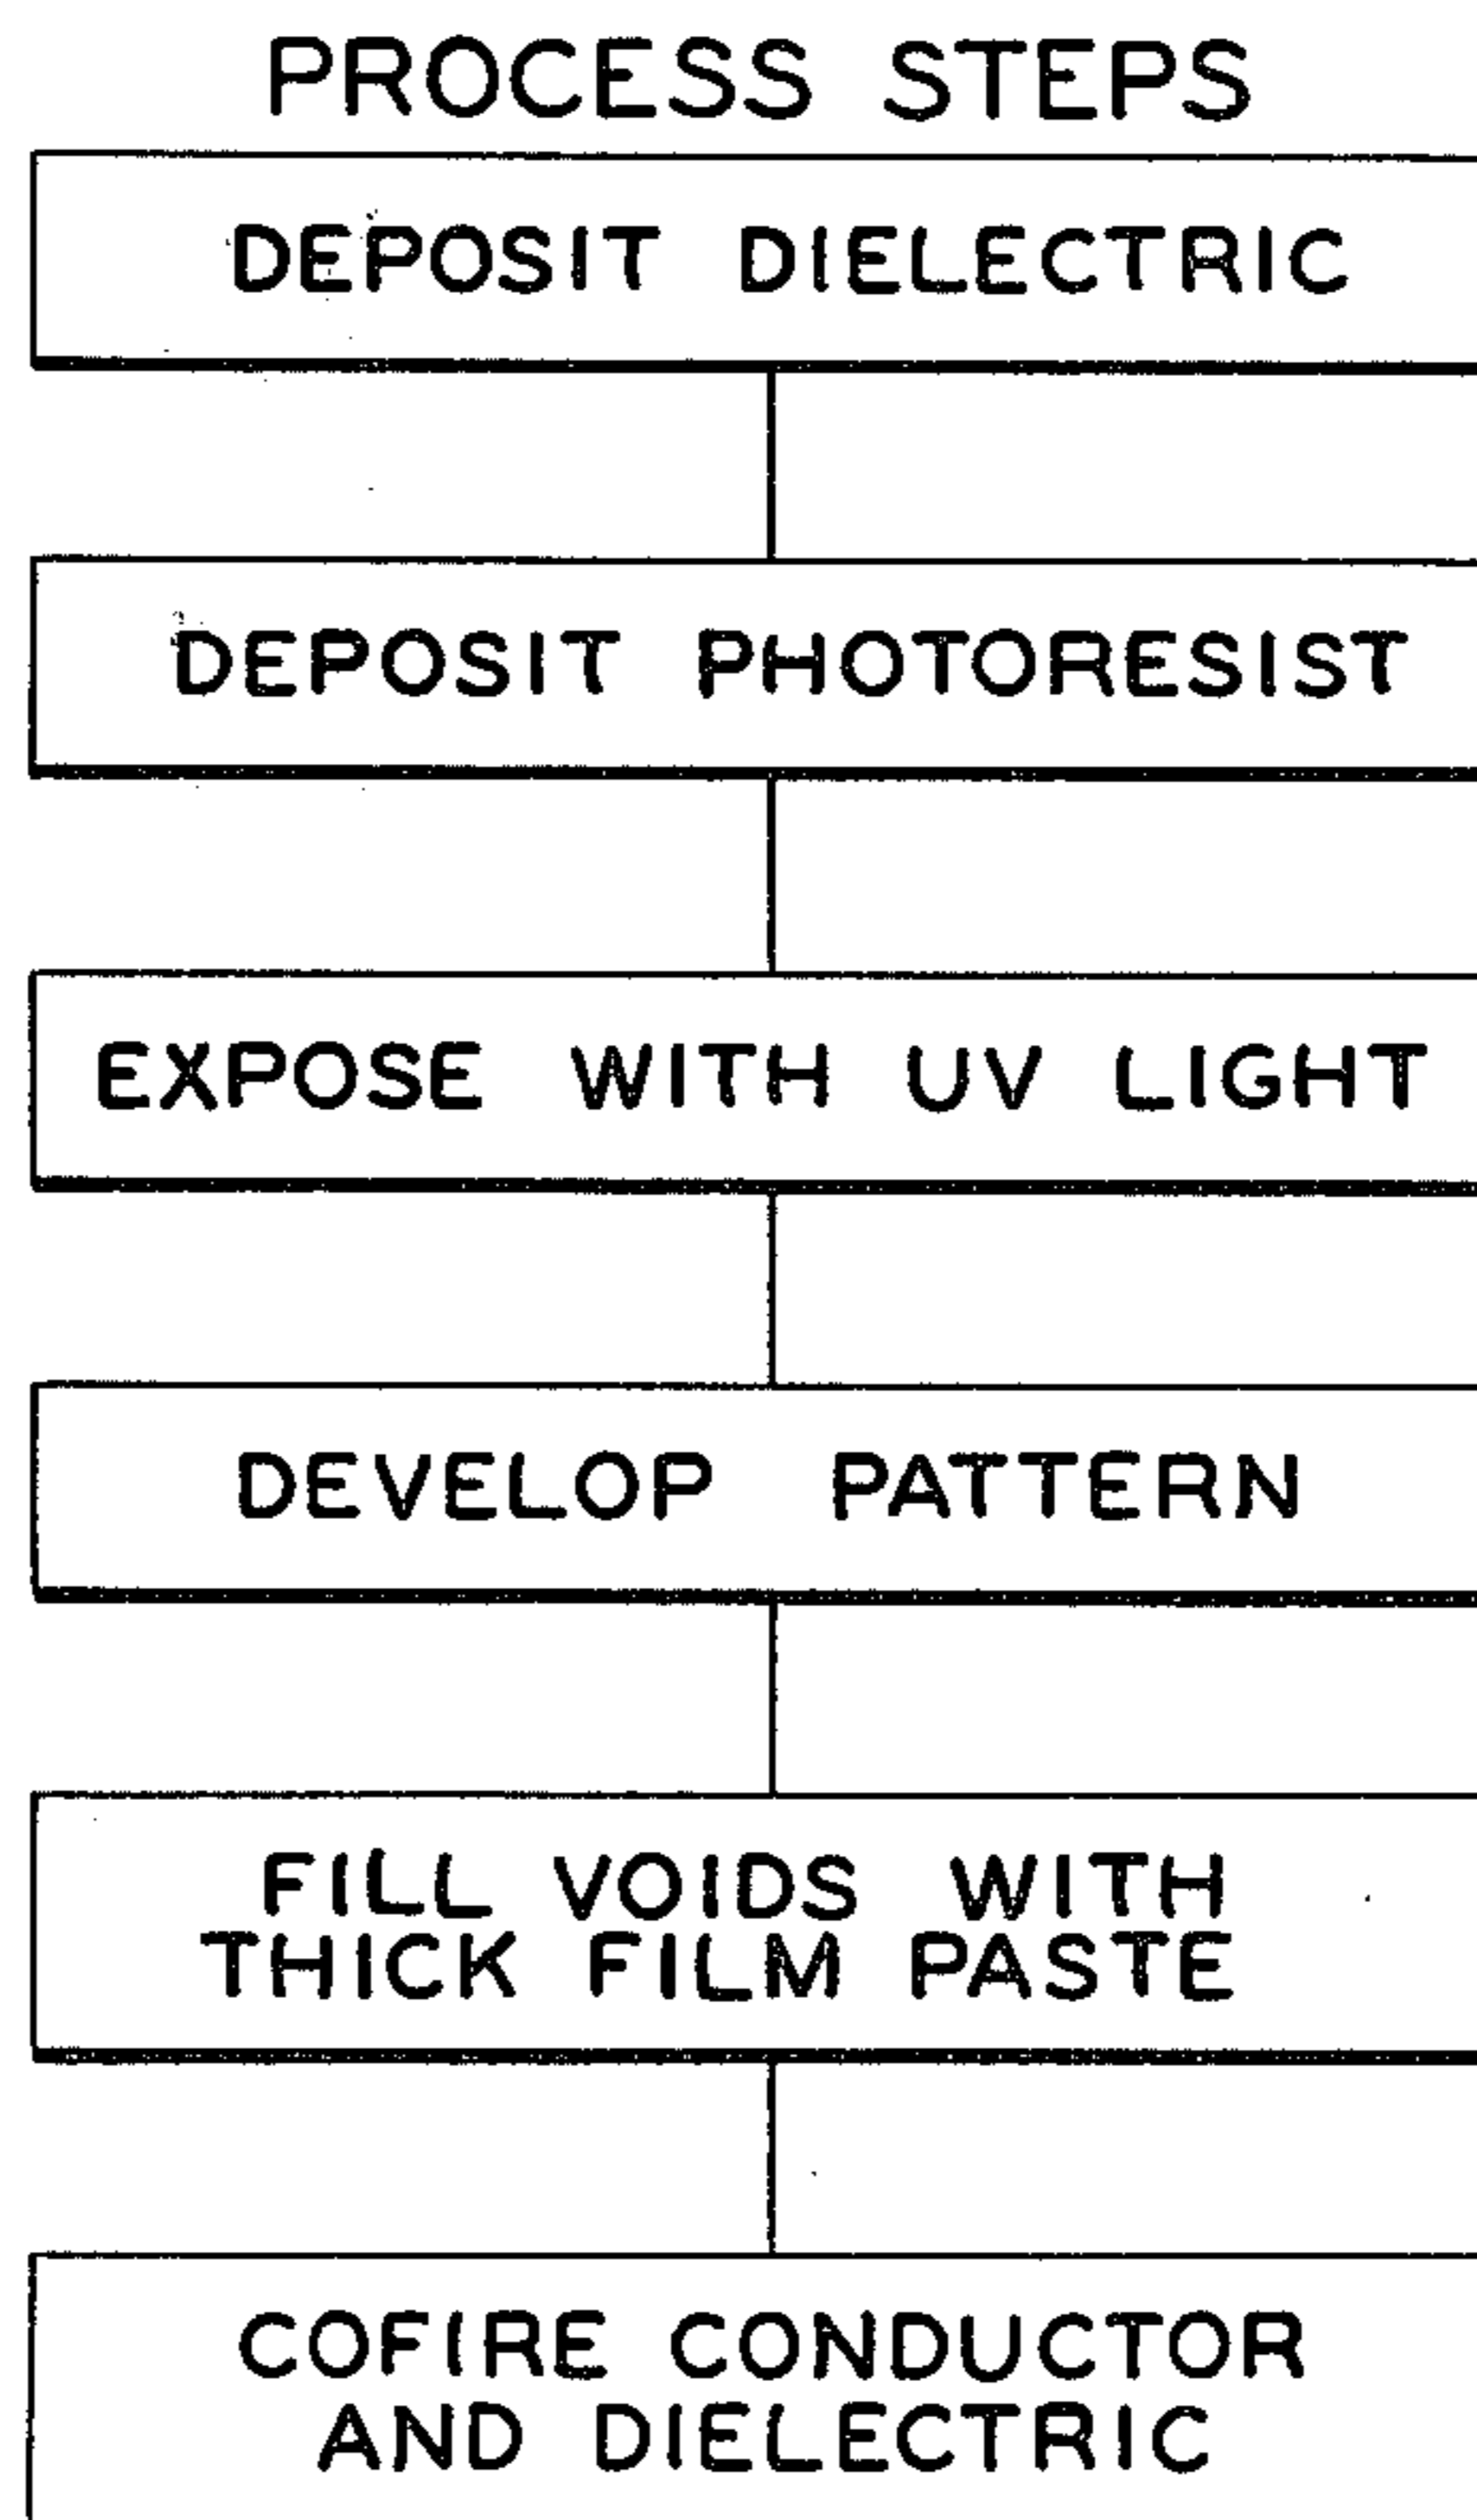 PROCESS STEPS
DEPOSIT DIELECTRIC
DEPOSIT PHOTORESIST
EXPOSE WITH UV LIGHT
DEVELOP PATTERN
FILL VOIDS WITH
THICK FILM PASTE
COFIRE CONDUCTOR
AND DIELECTRIC